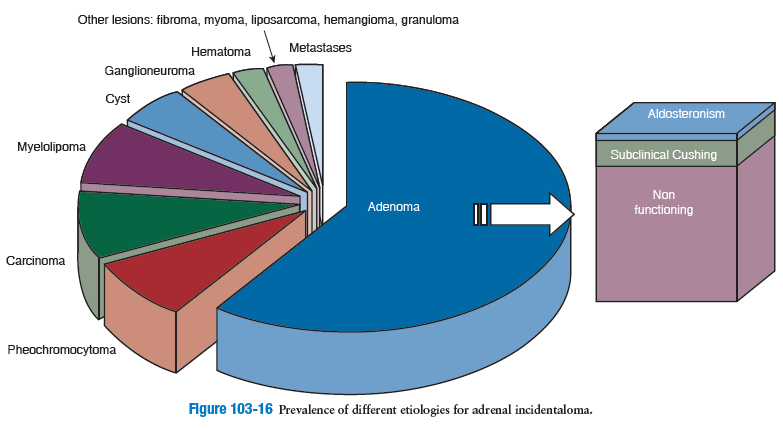 Other lesions: fibroma, myoma, liposarcoma, hemangioma, granuloma
Metastases
Hematoma
Ganglioneuroma
Cyst
Myelolipoma
Carcinoma
Pheochromocytoma
Adenoma
Aldosteronism
Subclinical Cushing
Non
functioning
Figure 103-16 Prevalence of different etiologies for adrenal incidentaloma.